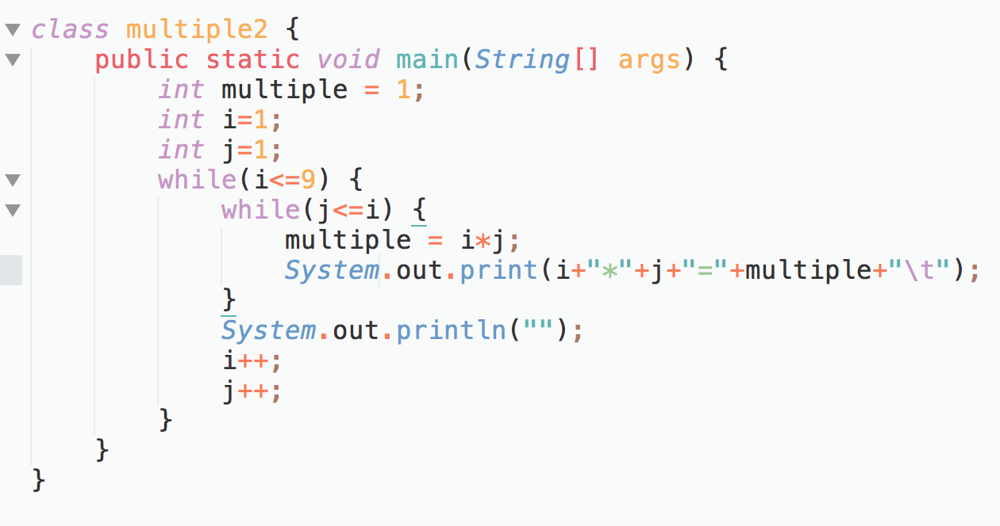 class multiple2 {
    public static void main(String[] args) {
        int multiple = 1;
        int i=1;
        int j=1;
        while(i<=9) {
            while(j<=i) {
                multiple = i*j;
                System.out.print(i+"*"+j+"="+multiple+"\t");
            }
            System.out.println("");
            i++;
            j++;
        }
    }
}